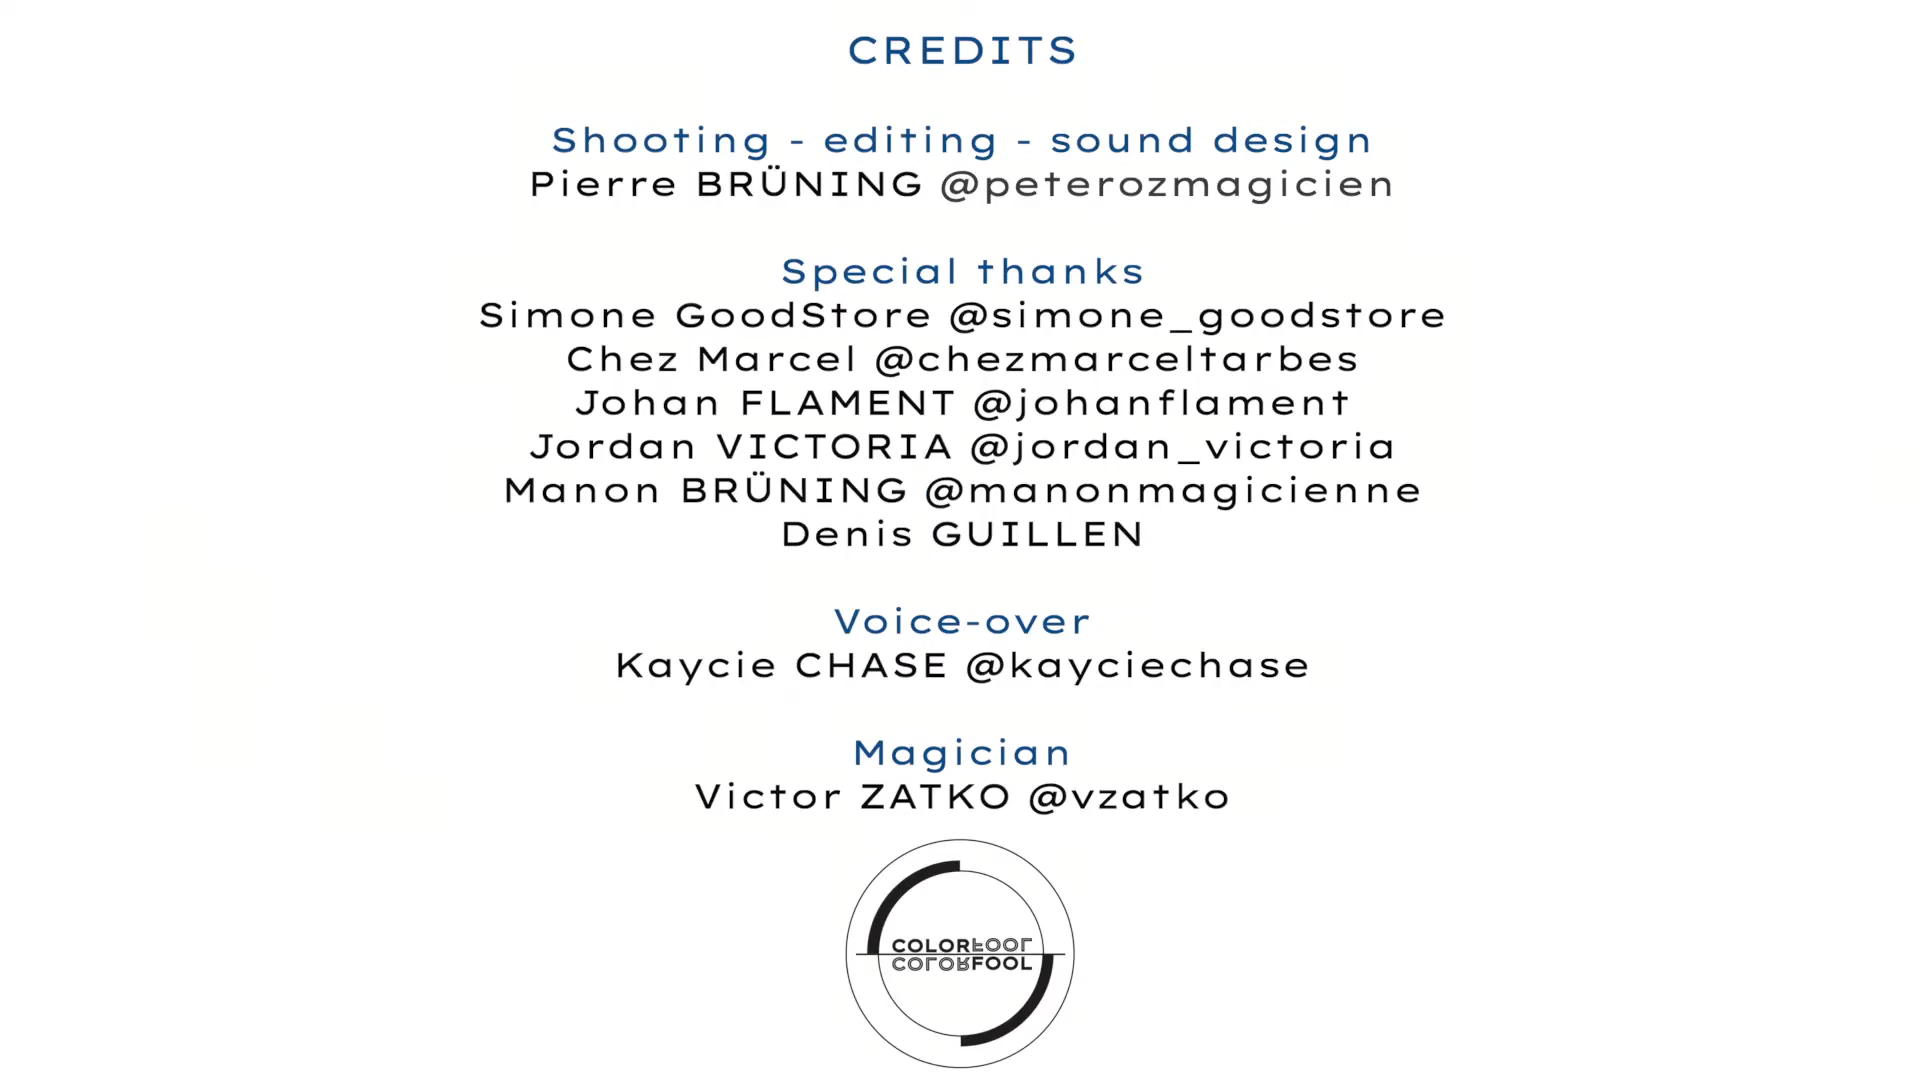 CREDITS
Shooting - editing - sound design
Pierre BRÜNING @peterozmagicien
Special thanks
Simone GoodStore @simone_goodstore
Chez Marcel @chezmarceltarbes
Johan FLAMENT @johanflament
Jordan VICTORIA @jordan_victoria
Manon BRÜNING @manonmagicienne
Denis GUILLEN
Voice-over
Kaycie CHASE @kayciechase
Magician
Victor ZATKO @vzatko
COLORFOOL
COLORFOOL